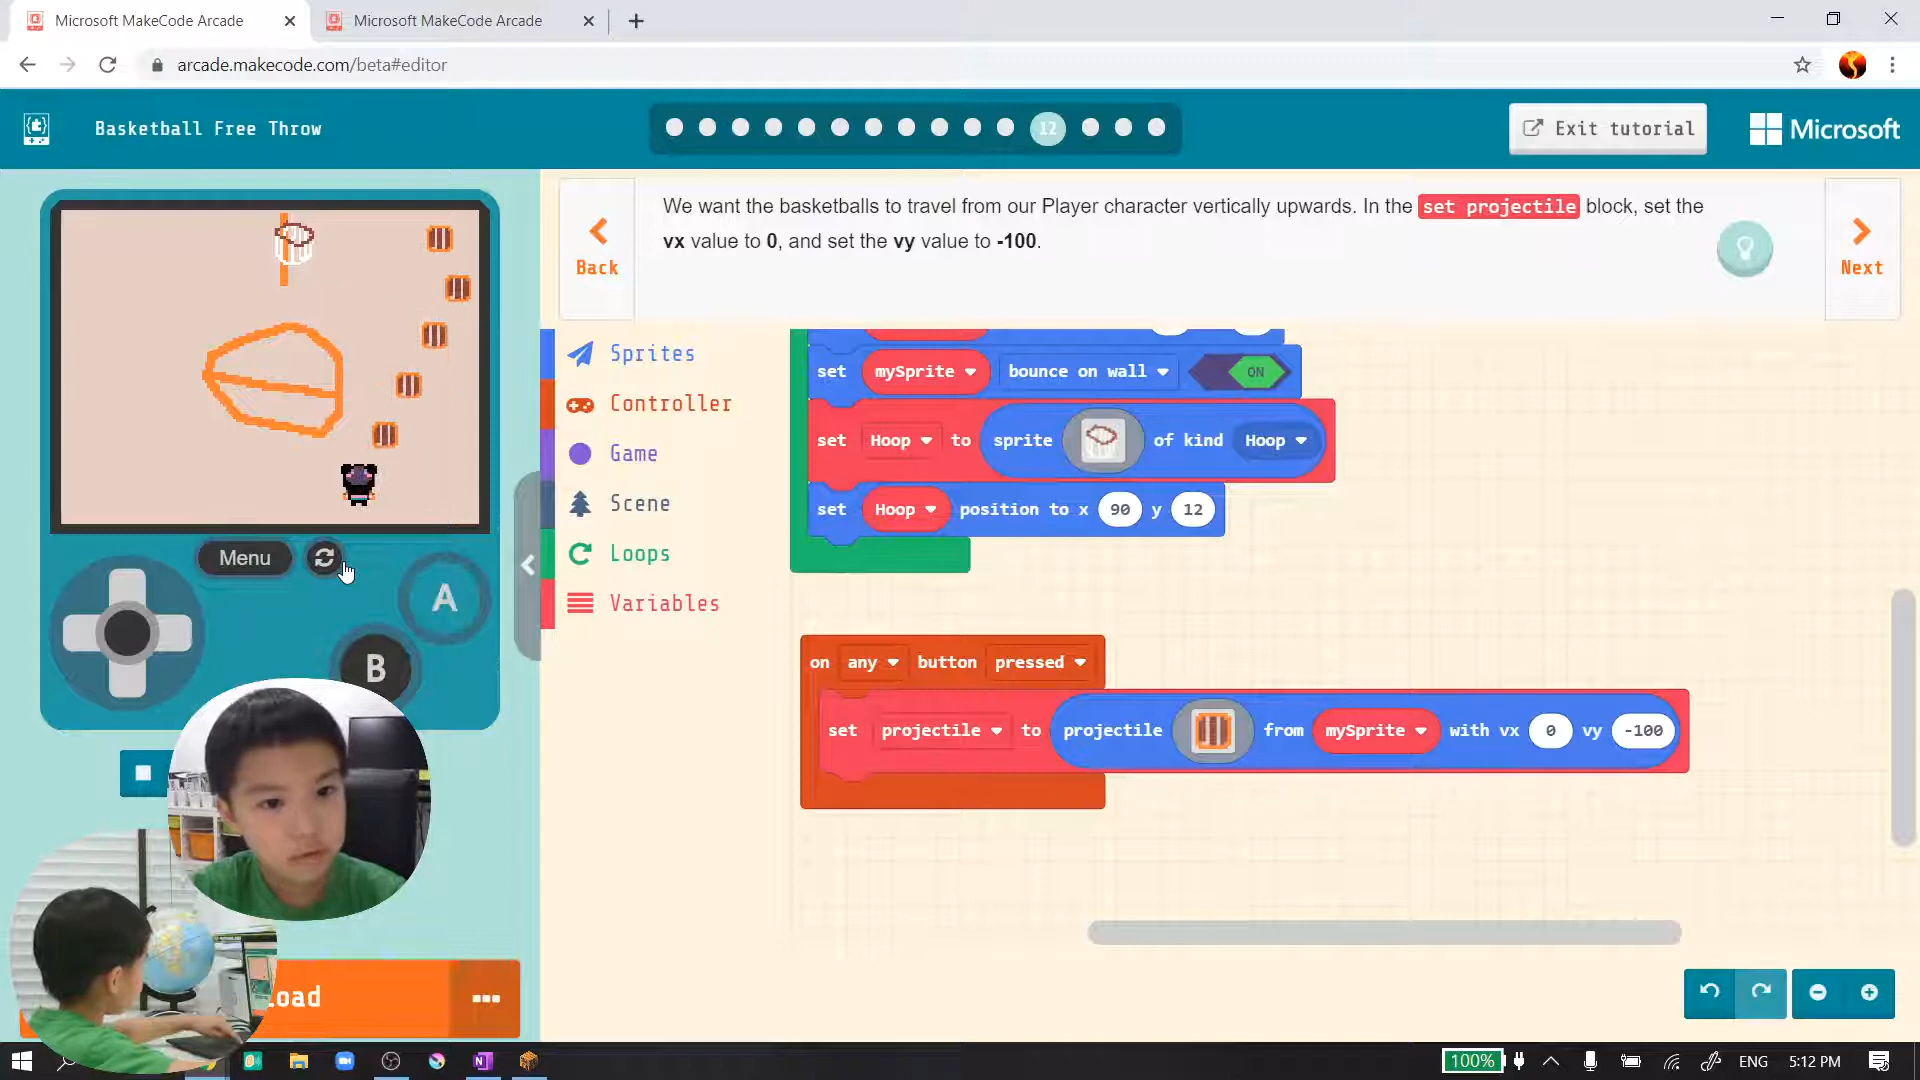 Microsoft MakeCode Arcade
Microsoft MakeCode Arcade
arcade.makecode.com/beta#editor
Basketball Free Throw
12
Exit tutorial
Microsoft
Back
We want the basketballs to travel from our Player character vertically upwards. In the set projectile block, set the
vx value to 0, and set the vy value to -100.
Next
Sprites
Controller
Game
Scene
Loops
Variables
set mySprite bounce on wall ON
set Hoop to sprite of kind Hoop
set Hoop position to x 90 y 12
on any button pressed
set projectile to projectile from mySprite with vx 0 vy -100
Menu
A
B
load
100%
ENG
5:12 PM